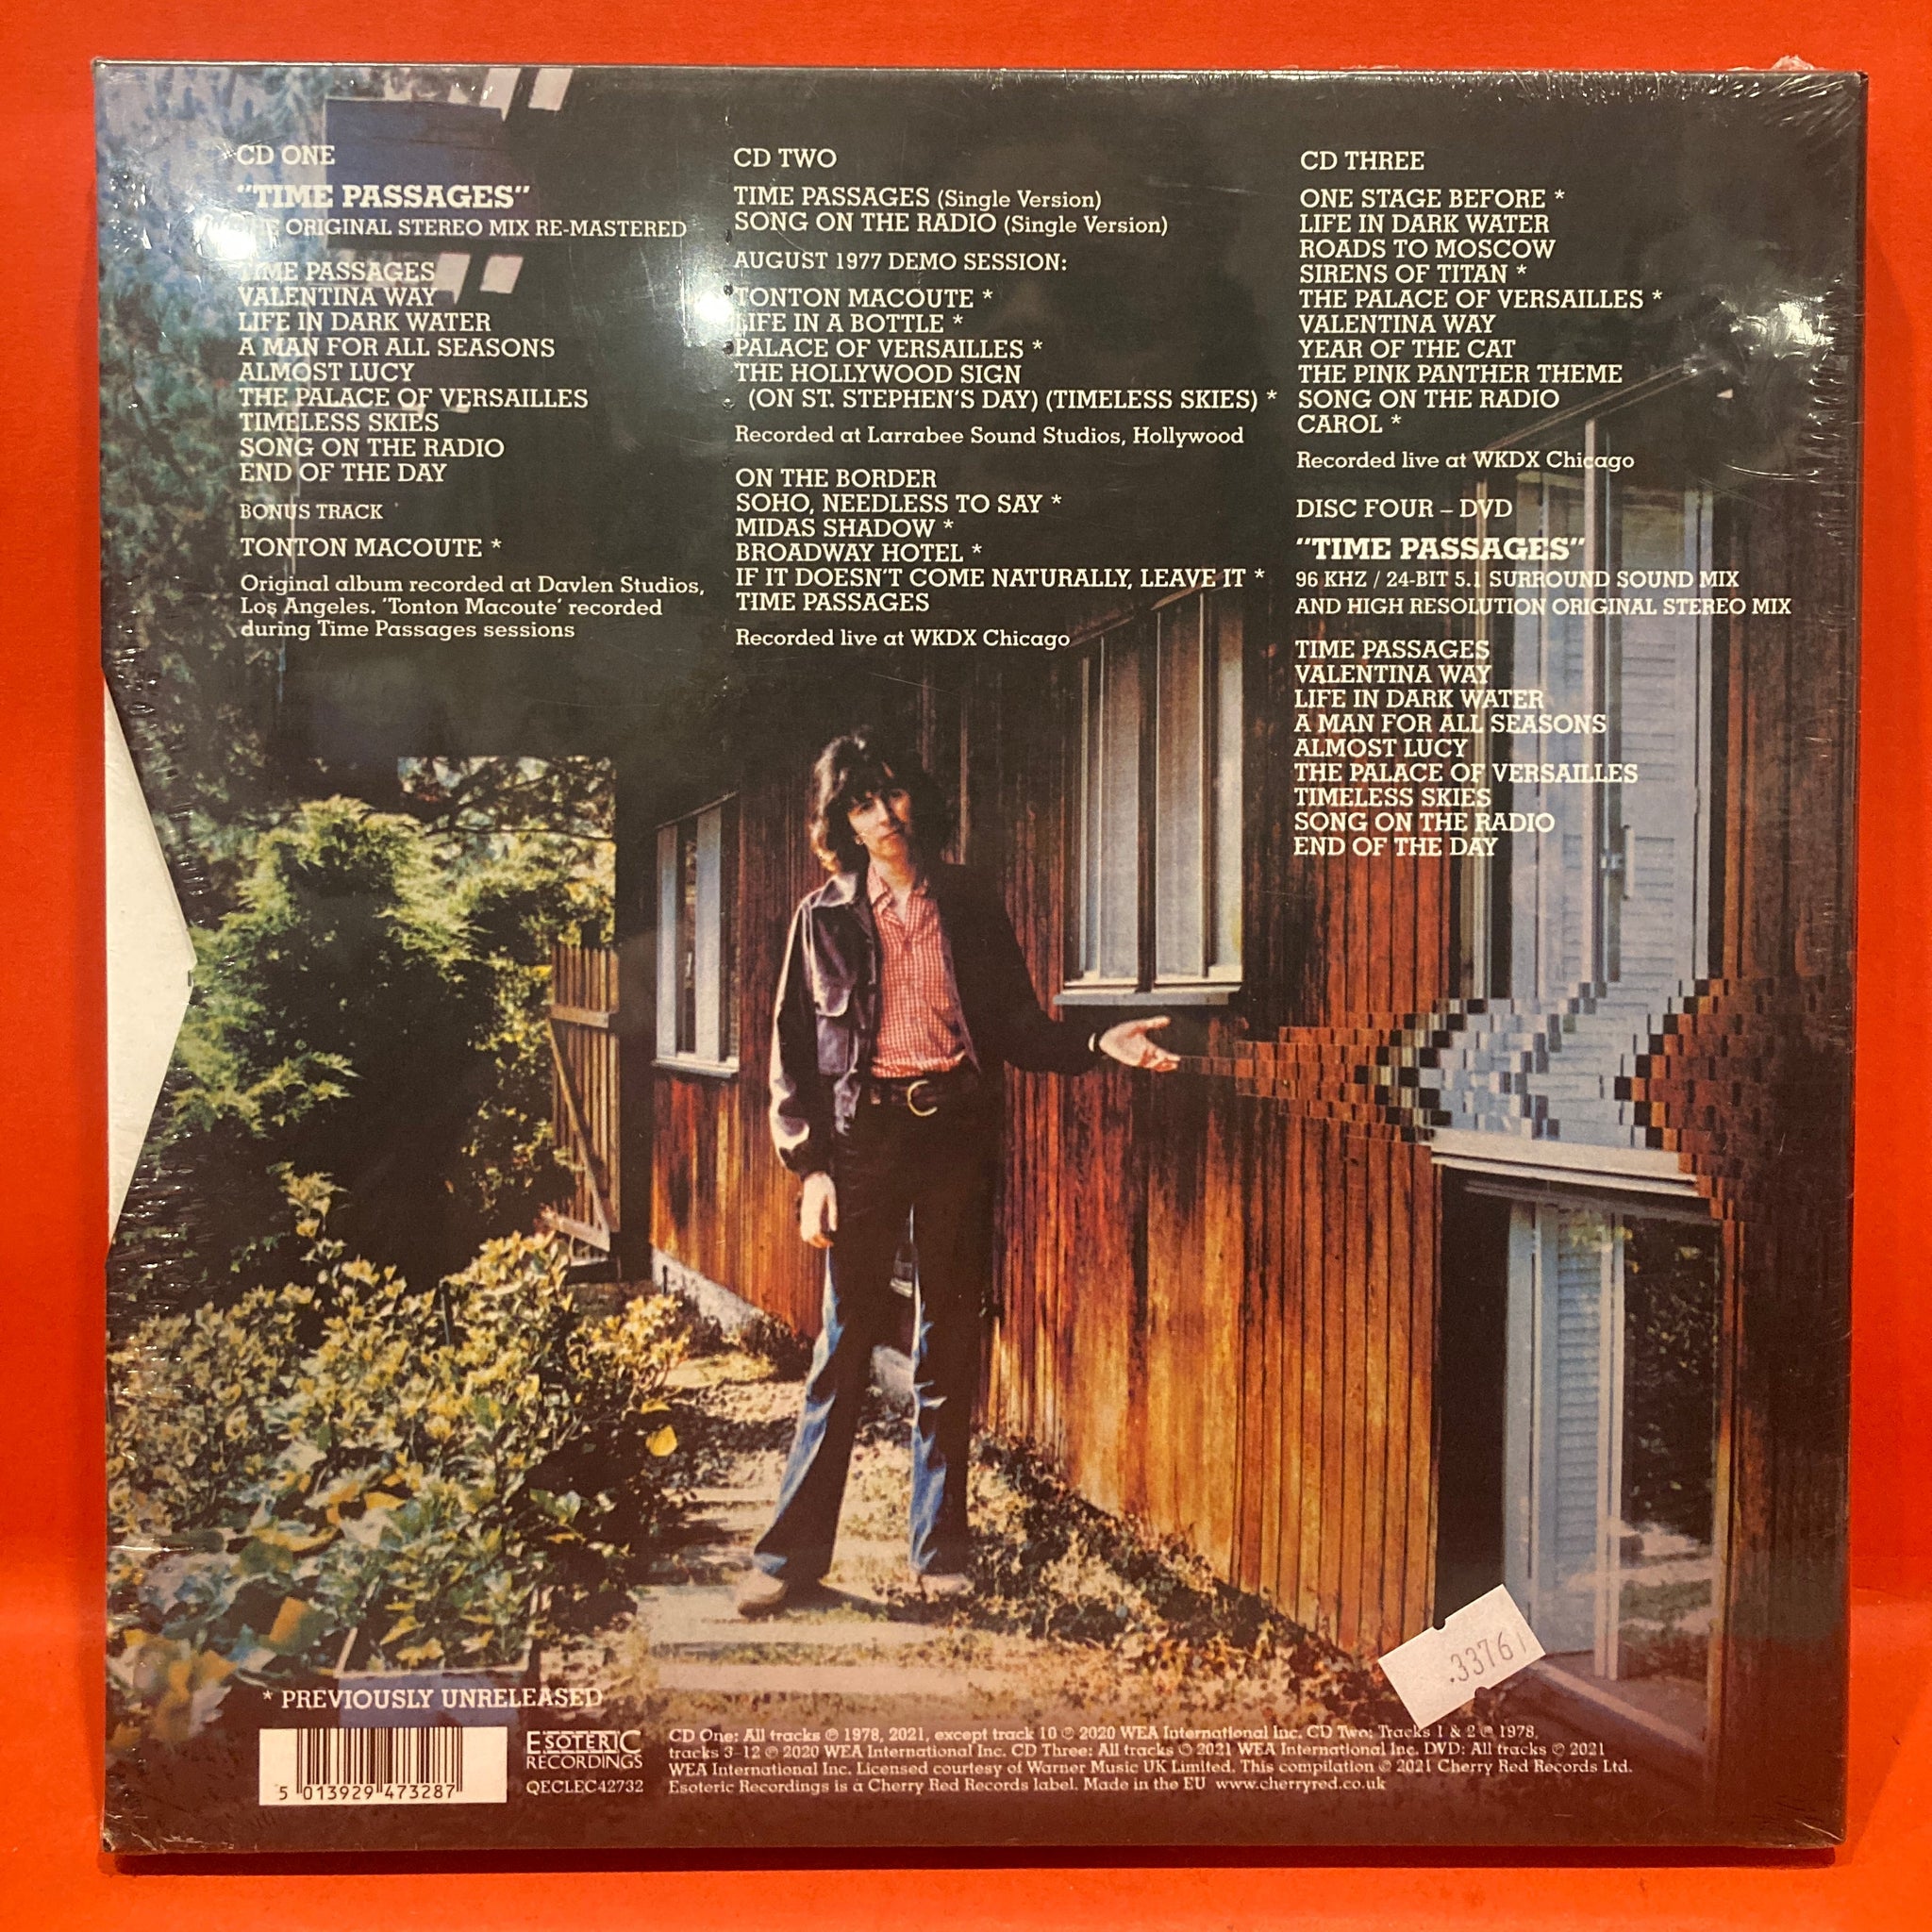 CD ONE
"TIME PASSAGES"
ORIGINAL STEREO MIX RE-MASTERED
TIME PASSAGES
VALENTINA WAY
LIFE IN DARK WATER
A MAN FOR ALL SEASONS
ALMOST LUCY
THE PALACE OF VERSAILLES
TIMELESS SKIES
SONG ON THE RADIO
END OF THE DAY
BONUS TRACK
TONTON MACOUTE *
Original album recorded at Davlen Studios,
Los Angeles. 'Tonton Macoute' recorded
during Time Passages sessions
CD TWO
TIME PASSAGES (Single Version)
SONG ON THE RADIO (Single Version)
AUGUST 1977 DEMO SESSION:
TONTON MACOUTE *
LIFE IN A BOTTLE *
PALACE OF VERSAILLES *
THE HOLLYWOOD SIGN
(ON ST. STEPHEN'S DAY) (TIMELESS SKIES) *
Recorded at Larrabee Sound Studios, Hollywood
ON THE BORDER
SOHO, NEEDLESS TO SAY *
MIDAS SHADOW *
BROADWAY HOTEL *
IF IT DOESN'T COME NATURALLY, LEAVE IT *
TIME PASSAGES
Recorded live at WKDX Chicago
CD THREE
ONE STAGE BEFORE *
LIFE IN DARK WATER
ROADS TO MOSCOW
SIRENS OF TITAN *
THE PALACE OF VERSAILLES *
VALENTINA WAY
YEAR OF THE CAT
THE PINK PANTHER THEME
SONG ON THE RADIO
CAROL *
Recorded live at WKDX Chicago
DISC FOUR – DVD
"TIME PASSAGES"
96 KHZ / 24-BIT 5.1 SURROUND SOUND MIX
AND HIGH RESOLUTION ORIGINAL STEREO MIX
TIME PASSAGES
VALENTINA WAY
LIFE IN DARK WATER
A MAN FOR ALL SEASONS
ALMOST LUCY
THE PALACE OF VERSAILLES
TIMELESS SKIES
SONG ON THE RADIO
END OF THE DAY
.33761
* PREVIOUSLY UNRELEASED
5 013929 473287
ESOTERIC
RECORDINGS
QECLEC42732
CD One: All tracks ℗ 1978, 2021, except track 10 ℗ 2020 WEA International Inc. CD Two: Tracks 1 & 2 ℗ 1978,
tracks 3-12 ℗ 2020 WEA International Inc. CD Three: All tracks ℗ 2021 WEA International Inc. DVD: All tracks ℗ 2021
WEA International Inc. Licensed courtesy of Warner Music UK Limited. This compilation ℗ 2021 Cherry Red Records Ltd.
Esoteric Recordings is a Cherry Red Records label. Made in the EU www.cherryred.co.uk